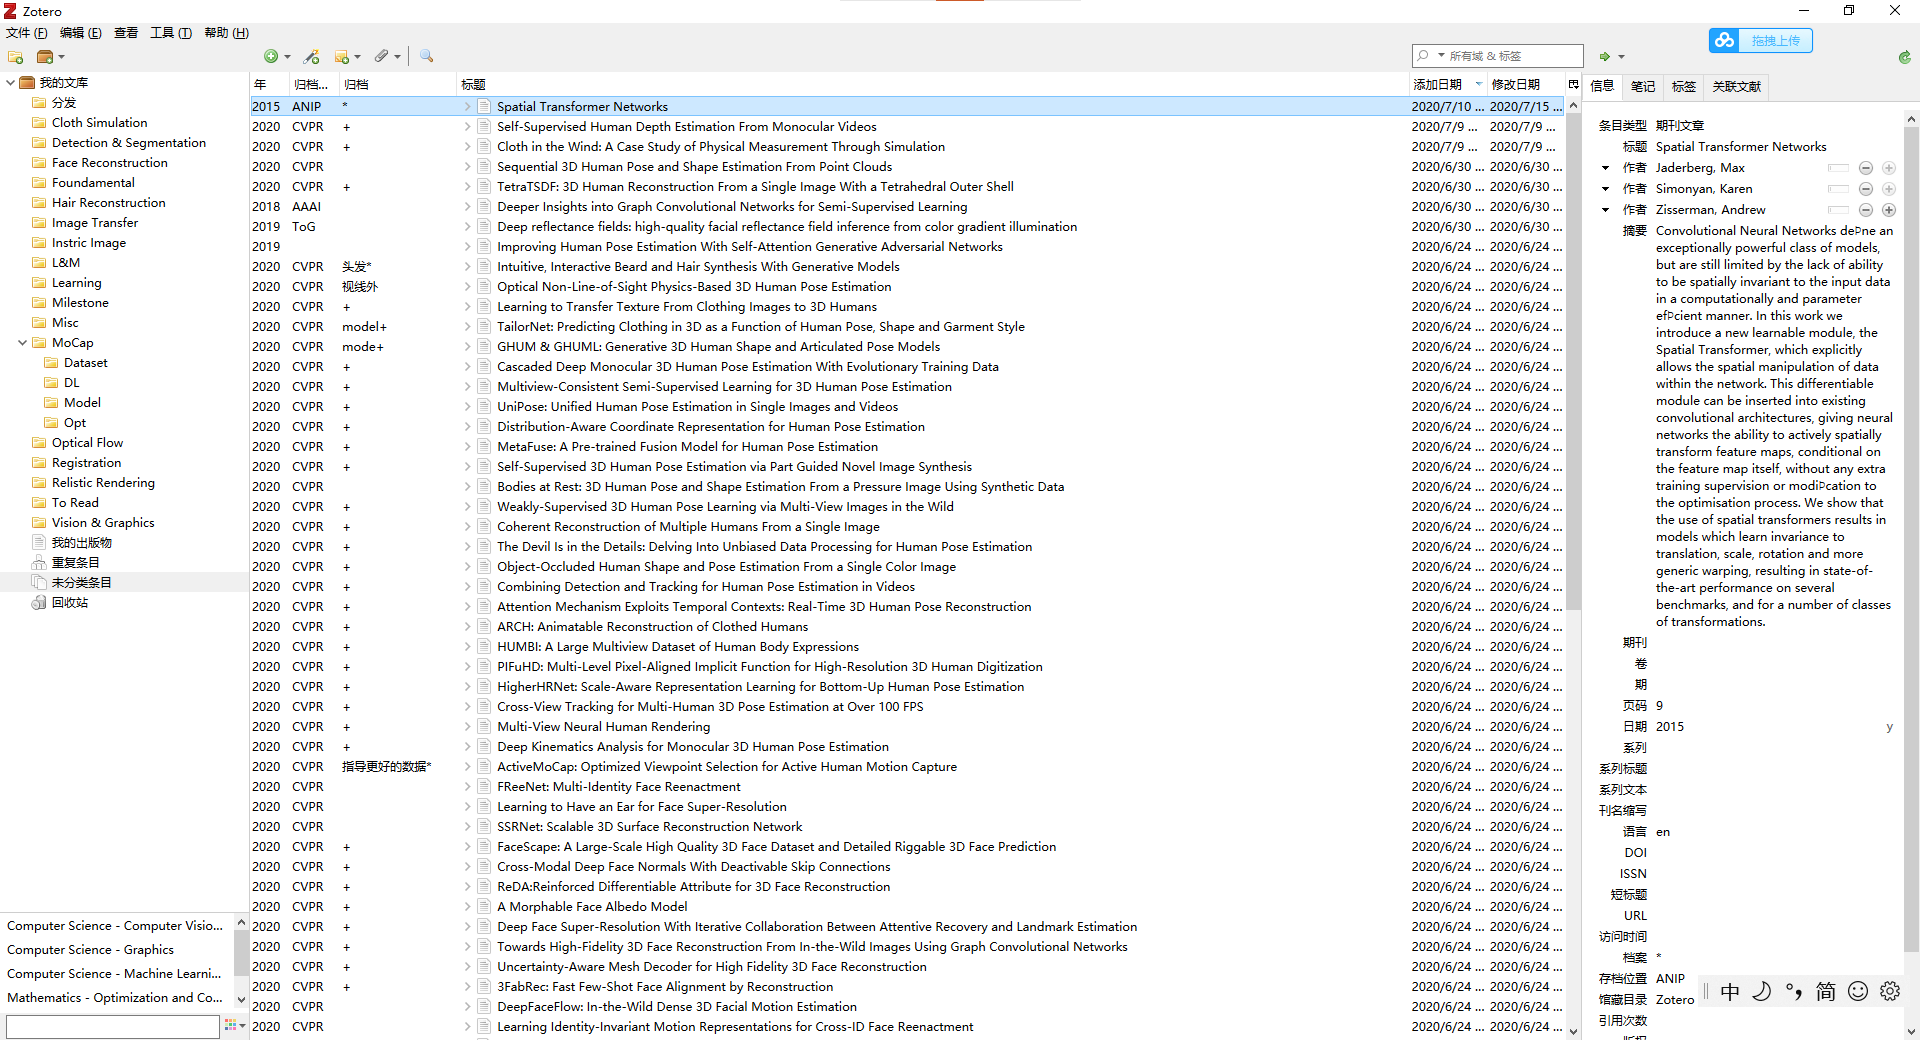 Zotero
文件 (F) 编辑 (E) 查看 工具 (T) 帮助 (H)
所有域 & 标签
拖拽上传
我的文库
分发
Cloth Simulation
Detection & Segmentation
Face Reconstruction
Foundamental
Hair Reconstruction
Image Transfer
Instric Image
L&M
Learning
Milestone
Misc
MoCap
Dataset
DL
Model
Opt
Optical Flow
Registration
Relistic Rendering
To Read
Vision & Graphics
我的出版物
重复条目
未分类条目
回收站
Computer Science - Computer Visio...
Computer Science - Graphics
Computer Science - Machine Learni...
Mathematics - Optimization and Co...
年 归档... 归档 标题 添加日期 修改日期
2015 ANIP * Spatial Transformer Networks 2020/7/10 ... 2020/7/15 ...
2020 CVPR + Self-Supervised Human Depth Estimation From Monocular Videos 2020/7/9 ... 2020/7/9 ...
2020 CVPR + Cloth in the Wind: A Case Study of Physical Measurement Through Simulation 2020/7/9 ... 2020/7/9 ...
2020 CVPR Sequential 3D Human Pose and Shape Estimation From Point Clouds 2020/6/30 ... 2020/6/30 ...
2020 CVPR + TetraTSDF: 3D Human Reconstruction From a Single Image With a Tetrahedral Outer Shell 2020/6/30 ... 2020/6/30 ...
2018 AAAI Deeper Insights into Graph Convolutional Networks for Semi-Supervised Learning 2020/6/30 ... 2020/6/30 ...
2019 ToG Deep reflectance fields: high-quality facial reflectance field inference from color gradient illumination 2020/6/30 ... 2020/6/30 ...
2019 Improving Human Pose Estimation With Self-Attention Generative Adversarial Networks 2020/6/24 ... 2020/6/24 ...
2020 CVPR 头发* Intuitive, Interactive Beard and Hair Synthesis With Generative Models 2020/6/24 ... 2020/6/24 ...
2020 CVPR 视线外 Optical Non-Line-of-Sight Physics-Based 3D Human Pose Estimation 2020/6/24 ... 2020/6/24 ...
2020 CVPR + Learning to Transfer Texture From Clothing Images to 3D Humans 2020/6/24 ... 2020/6/24 ...
2020 CVPR model+ TailorNet: Predicting Clothing in 3D as a Function of Human Pose, Shape and Garment Style 2020/6/24 ... 2020/6/24 ...
2020 CVPR mode+ GHUM & GHUML: Generative 3D Human Shape and Articulated Pose Models 2020/6/24 ... 2020/6/24 ...
2020 CVPR + Cascaded Deep Monocular 3D Human Pose Estimation With Evolutionary Training Data 2020/6/24 ... 2020/6/24 ...
2020 CVPR + Multiview-Consistent Semi-Supervised Learning for 3D Human Pose Estimation 2020/6/24 ... 2020/6/24 ...
2020 CVPR + UniPose: Unified Human Pose Estimation in Single Images and Videos 2020/6/24 ... 2020/6/24 ...
2020 CVPR + Distribution-Aware Coordinate Representation for Human Pose Estimation 2020/6/24 ... 2020/6/24 ...
2020 CVPR + MetaFuse: A Pre-trained Fusion Model for Human Pose Estimation 2020/6/24 ... 2020/6/24 ...
2020 CVPR + Self-Supervised 3D Human Pose Estimation via Part Guided Novel Image Synthesis 2020/6/24 ... 2020/6/24 ...
2020 CVPR Bodies at Rest: 3D Human Pose and Shape Estimation From a Pressure Image Using Synthetic Data 2020/6/24 ... 2020/6/24 ...
2020 CVPR + Weakly-Supervised 3D Human Pose Learning via Multi-View Images in the Wild 2020/6/24 ... 2020/6/24 ...
2020 CVPR + Coherent Reconstruction of Multiple Humans From a Single Image 2020/6/24 ... 2020/6/24 ...
2020 CVPR + The Devil Is in the Details: Delving Into Unbiased Data Processing for Human Pose Estimation 2020/6/24 ... 2020/6/24 ...
2020 CVPR + Object-Occluded Human Shape and Pose Estimation From a Single Color Image 2020/6/24 ... 2020/6/24 ...
2020 CVPR + Combining Detection and Tracking for Human Pose Estimation in Videos 2020/6/24 ... 2020/6/24 ...
2020 CVPR + Attention Mechanism Exploits Temporal Contexts: Real-Time 3D Human Pose Reconstruction 2020/6/24 ... 2020/6/24 ...
2020 CVPR + ARCH: Animatable Reconstruction of Clothed Humans 2020/6/24 ... 2020/6/24 ...
2020 CVPR + HUMBI: A Large Multiview Dataset of Human Body Expressions 2020/6/24 ... 2020/6/24 ...
2020 CVPR + PIFuHD: Multi-Level Pixel-Aligned Implicit Function for High-Resolution 3D Human Digitization 2020/6/24 ... 2020/6/24 ...
2020 CVPR + HigherHRNet: Scale-Aware Representation Learning for Bottom-Up Human Pose Estimation 2020/6/24 ... 2020/6/24 ...
2020 CVPR + Cross-View Tracking for Multi-Human 3D Pose Estimation at Over 100 FPS 2020/6/24 ... 2020/6/24 ...
2020 CVPR + Multi-View Neural Human Rendering 2020/6/24 ... 2020/6/24 ...
2020 CVPR + Deep Kinematics Analysis for Monocular 3D Human Pose Estimation 2020/6/24 ... 2020/6/24 ...
2020 CVPR 指导更好的数据* ActiveMoCap: Optimized Viewpoint Selection for Active Human Motion Capture 2020/6/24 ... 2020/6/24 ...
2020 CVPR FReeNet: Multi-Identity Face Reenactment 2020/6/24 ... 2020/6/24 ...
2020 CVPR Learning to Have an Ear for Face Super-Resolution 2020/6/24 ... 2020/6/24 ...
2020 CVPR SSRNet: Scalable 3D Surface Reconstruction Network 2020/6/24 ... 2020/6/24 ...
2020 CVPR + FaceScape: A Large-Scale High Quality 3D Face Dataset and Detailed Riggable 3D Face Prediction 2020/6/24 ... 2020/6/24 ...
2020 CVPR + Cross-Modal Deep Face Normals With Deactivable Skip Connections 2020/6/24 ... 2020/6/24 ...
2020 CVPR + ReDA:Reinforced Differentiable Attribute for 3D Face Reconstruction 2020/6/24 ... 2020/6/24 ...
2020 CVPR + A Morphable Face Albedo Model 2020/6/24 ... 2020/6/24 ...
2020 CVPR + Deep Face Super-Resolution With Iterative Collaboration Between Attentive Recovery and Landmark Estimation 2020/6/24 ... 2020/6/24 ...
2020 CVPR + Towards High-Fidelity 3D Face Reconstruction From In-the-Wild Images Using Graph Convolutional Networks 2020/6/24 ... 2020/6/24 ...
2020 CVPR + Uncertainty-Aware Mesh Decoder for High Fidelity 3D Face Reconstruction 2020/6/24 ... 2020/6/24 ...
2020 CVPR + 3FabRec: Fast Few-Shot Face Alignment by Reconstruction 2020/6/24 ... 2020/6/24 ...
2020 CVPR DeepFaceFlow: In-the-Wild Dense 3D Facial Motion Estimation 2020/6/24 ... 2020/6/24 ...
2020 CVPR Learning Identity-Invariant Motion Representations for Cross-ID Face Reenactment 2020/6/24 ... 2020/6/24 ...
信息 笔记 标签 关联文献
条目类型 期刊文章
标题 Spatial Transformer Networks
作者 Jaderberg, Max
作者 Simonyan, Karen
作者 Zisserman, Andrew
摘要 Convolutional Neural Networks deÞne an
exceptionally powerful class of models,
but are still limited by the lack of ability
to be spatially invariant to the input data
in a computationally and parameter
efÞcient manner. In this work we
introduce a new learnable module, the
Spatial Transformer, which explicitly
allows the spatial manipulation of data
within the network. This differentiable
module can be inserted into existing
convolutional architectures, giving neural
networks the ability to actively spatially
transform feature maps, conditional on
the feature map itself, without any extra
training supervision or modiÞcation to
the optimisation process. We show that
the use of spatial transformers results in
models which learn invariance to
translation, scale, rotation and more
generic warping, resulting in state-of-
the-art performance on several
benchmarks, and for a number of classes
of transformations.
期刊
卷
期
页码 9
日期 2015 y
系列
系列标题
系列文本
刊名缩写
语言 en
DOI
ISSN
短标题
URL
访问时间
档案 *
存档位置 ANIP
馆藏目录 Zotero
引用次数
中 简